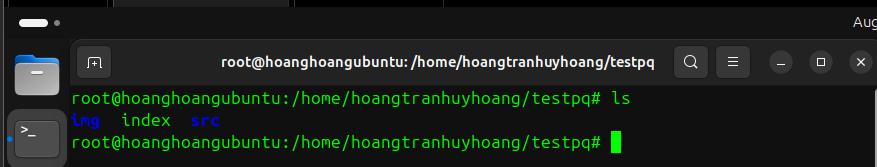 Aug
root@hoanghoangubuntu: /home/hoangtranhuyhoang/testpq
>_
root@hoanghoangubuntu:/home/hoangtranhuyhoang/testpq# ls
img index src
root@hoanghoangubuntu:/home/hoangtranhuyhoang/testpq#